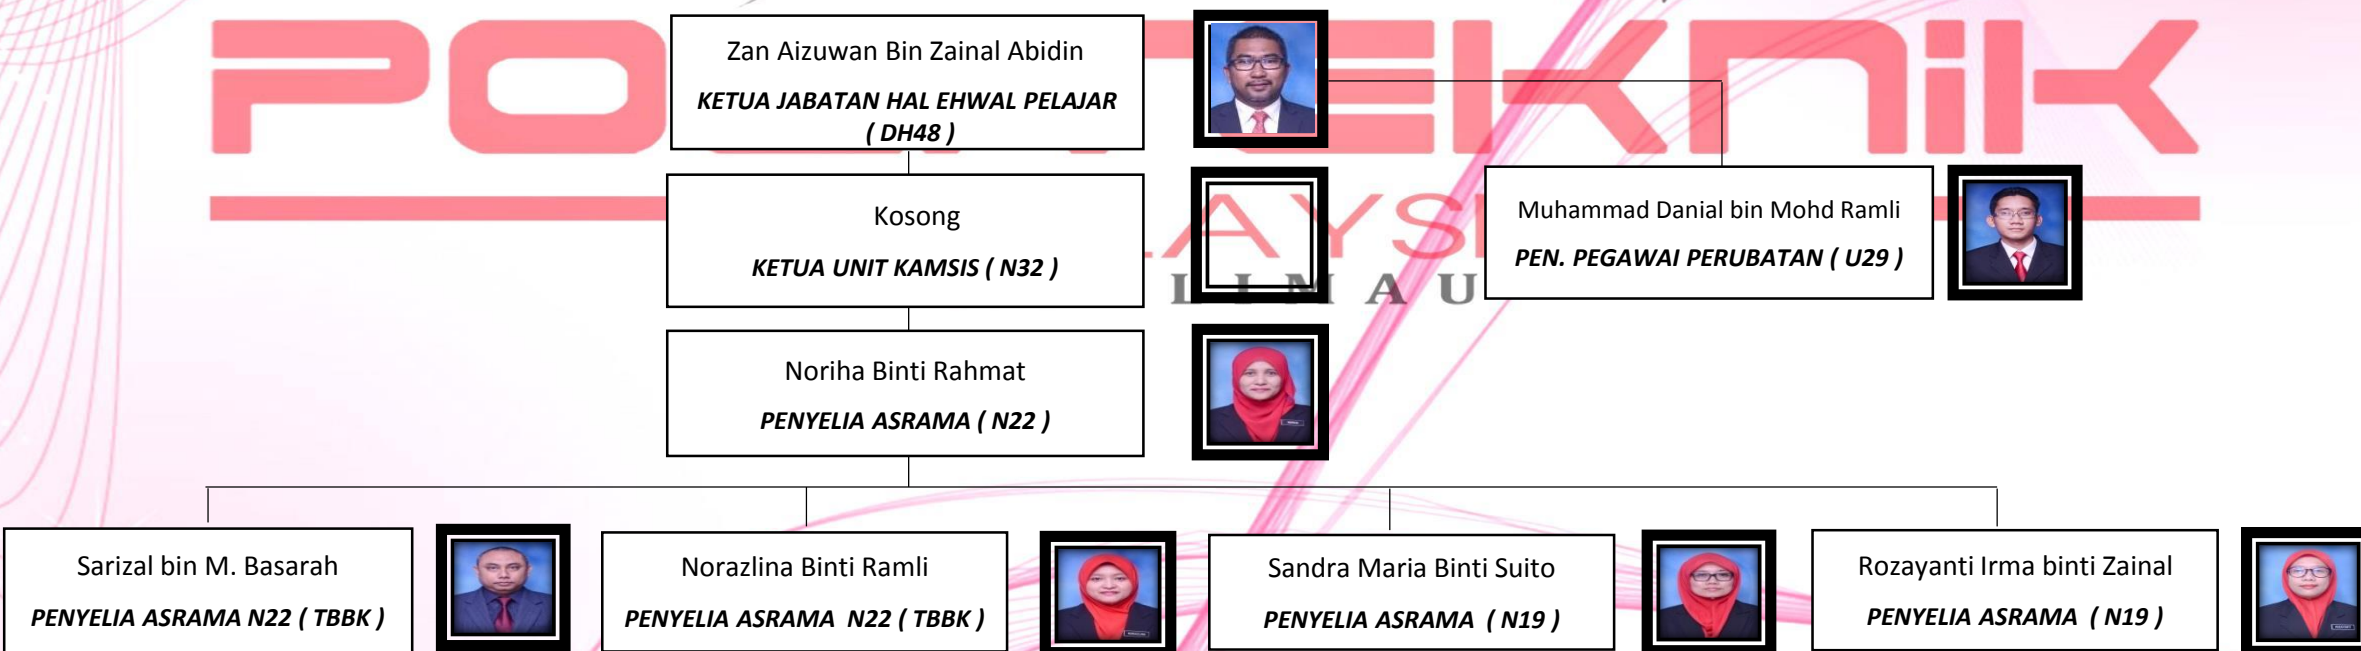 POLITEKNIK
MALAYSIA
LIMAU
Zan Aizuwan Bin Zainal Abidin
KETUA JABATAN HAL EHWAL PELAJAR
( DH48 )
Kosong
KETUA UNIT KAMSIS ( N32 )
Muhammad Danial bin Mohd Ramli
PEN. PEGAWAI PERUBATAN ( U29 )
Noriha Binti Rahmat
PENYELIA ASRAMA ( N22 )
Sarizal bin M. Basarah
PENYELIA ASRAMA N22 ( TBBK )
Norazlina Binti Ramli
PENYELIA ASRAMA N22 ( TBBK )
Sandra Maria Binti Suito
PENYELIA ASRAMA ( N19 )
Rozayanti Irma binti Zainal
PENYELIA ASRAMA ( N19 )